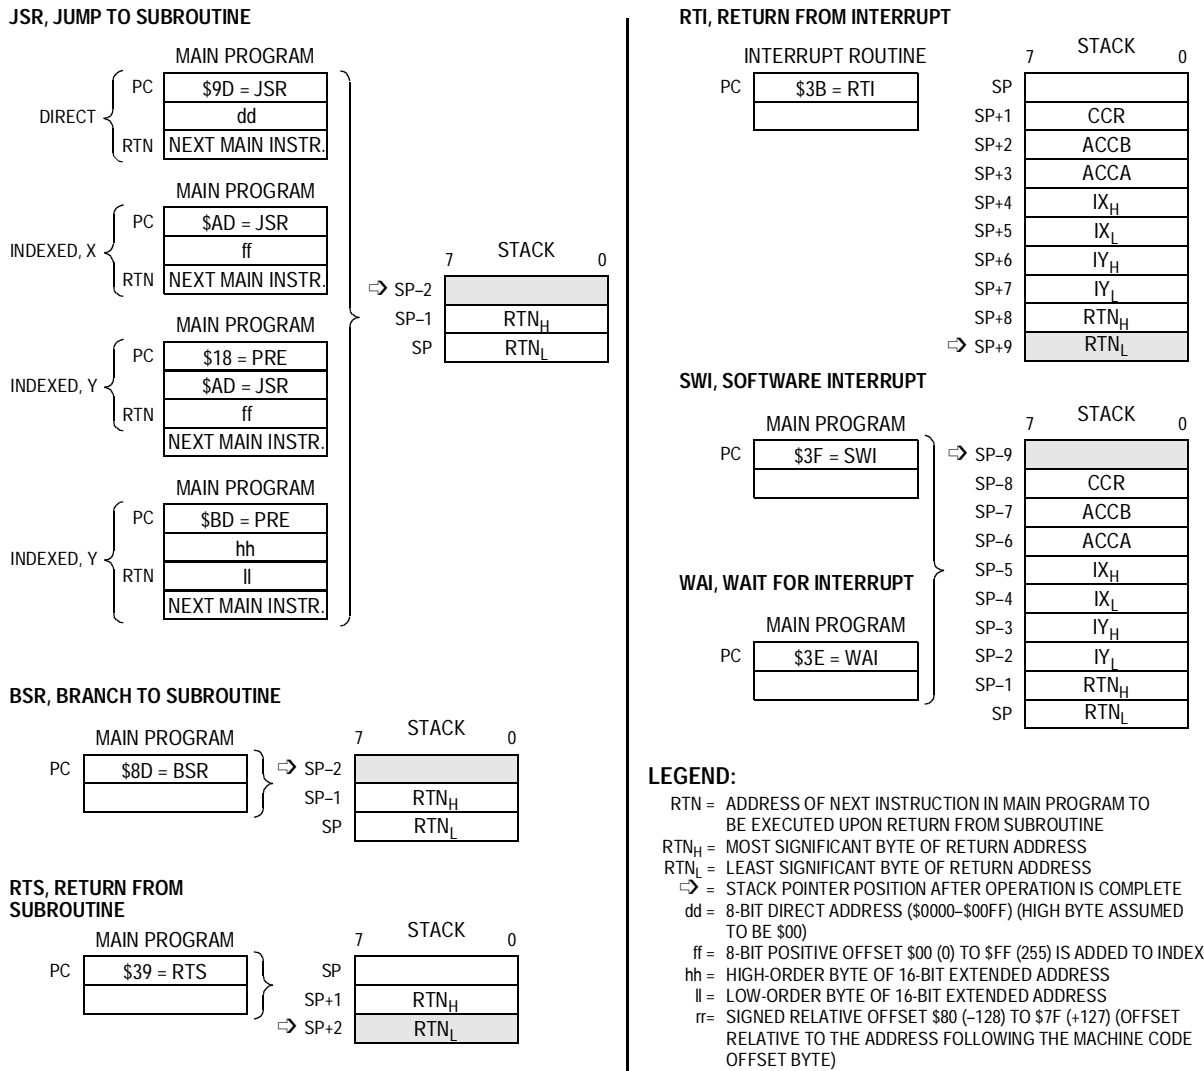 JSR, JUMP TO SUBROUTINE
MAIN PROGRAM
DIRECT
PC $9D = JSR
dd
RTN NEXT MAIN INSTR.
MAIN PROGRAM
INDEXED, X
PC $AD = JSR
ff
RTN NEXT MAIN INSTR.
MAIN PROGRAM
INDEXED, Y
PC $18 = PRE
$AD = JSR
RTN ff
NEXT MAIN INSTR.
MAIN PROGRAM
INDEXED, Y
PC $BD = PRE
hh
RTN ll
NEXT MAIN INSTR.
7 STACK 0
SP–2
SP–1 RTNH
SP RTNL
BSR, BRANCH TO SUBROUTINE
MAIN PROGRAM
PC $8D = BSR
7 STACK 0
SP–2
SP–1 RTNH
SP RTNL
RTS, RETURN FROM
SUBROUTINE
MAIN PROGRAM
PC $39 = RTS
7 STACK 0
SP
SP+1 RTNH
SP+2 RTNL
RTI, RETURN FROM INTERRUPT
INTERRUPT ROUTINE
PC $3B = RTI
7 STACK 0
SP
SP+1 CCR
SP+2 ACCB
SP+3 ACCA
SP+4 IXH
SP+5 IXL
SP+6 IYH
SP+7 IYL
SP+8 RTNH
SP+9 RTNL
SWI, SOFTWARE INTERRUPT
MAIN PROGRAM
PC $3F = SWI
WAI, WAIT FOR INTERRUPT
MAIN PROGRAM
PC $3E = WAI
7 STACK 0
SP–9
SP–8 CCR
SP–7 ACCB
SP–6 ACCA
SP–5 IXH
SP–4 IXL
SP–3 IYH
SP–2 IYL
SP–1 RTNH
SP RTNL
LEGEND:
RTN = ADDRESS OF NEXT INSTRUCTION IN MAIN PROGRAM TO
BE EXECUTED UPON RETURN FROM SUBROUTINE
RTNH = MOST SIGNIFICANT BYTE OF RETURN ADDRESS
RTNL = LEAST SIGNIFICANT BYTE OF RETURN ADDRESS
➩ = STACK POINTER POSITION AFTER OPERATION IS COMPLETE
dd = 8-BIT DIRECT ADDRESS ($0000–$00FF) (HIGH BYTE ASSUMED
TO BE $00)
ff = 8-BIT POSITIVE OFFSET $00 (0) TO $FF (255) IS ADDED TO INDEX
hh = HIGH-ORDER BYTE OF 16-BIT EXTENDED ADDRESS
ll = LOW-ORDER BYTE OF 16-BIT EXTENDED ADDRESS
rr= SIGNED RELATIVE OFFSET $80 (–128) TO $7F (+127) (OFFSET
RELATIVE TO THE ADDRESS FOLLOWING THE MACHINE CODE
OFFSET BYTE)